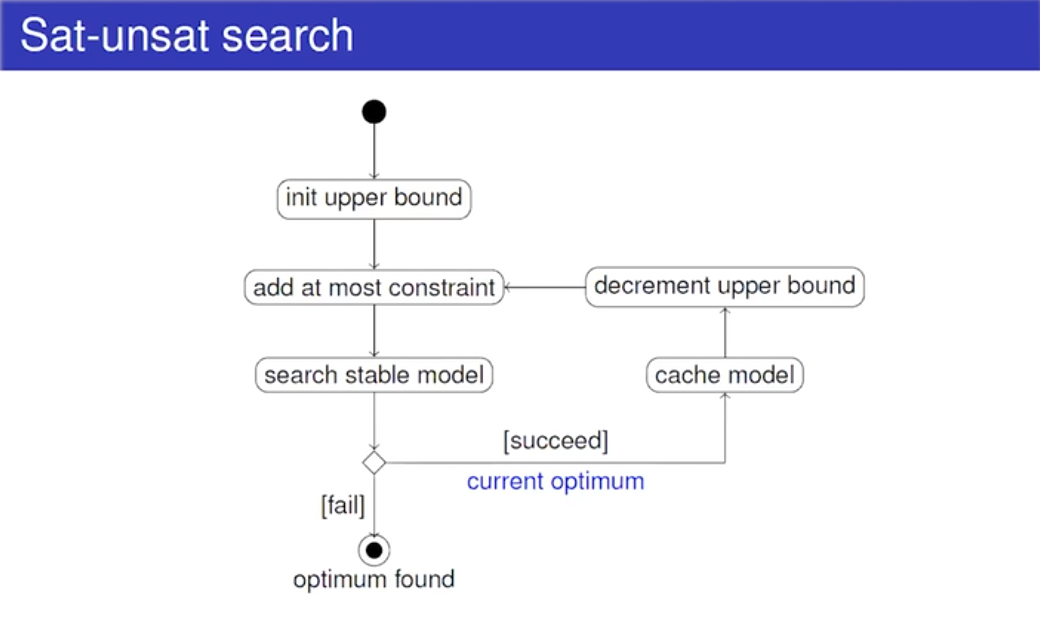 Sat-unsat search
init upper bound
add at most constraint
decrement upper bound
search stable model
cache model
[succeed]
current optimum
[fail]
optimum found